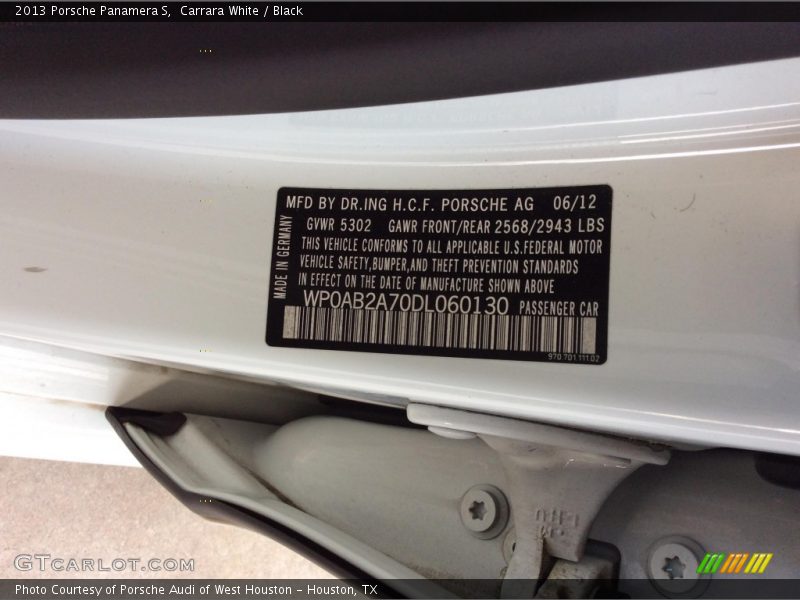 2013 Porsche Panamera S,  Carrara White / Black
MFD BY DR.ING H.C.F. PORSCHE AG 06/12
GVWR 5302 GAWR FRONT/REAR 2568/2943 LBS
THIS VEHICLE CONFORMS TO ALL APPLICABLE U.S.FEDERAL MOTOR
VEHICLE SAFETY,BUMPER,AND THEFT PREVENTION STANDARDS
IN EFFECT ON THE DATE OF MANUFACTURE SHOWN ABOVE
WP0AB2A70DL060130 PASSENGER CAR
MADE IN GERMANY
970.701.111.02
GTcarlot.com
Photo Courtesy of Porsche Audi of West Houston - Houston, TX